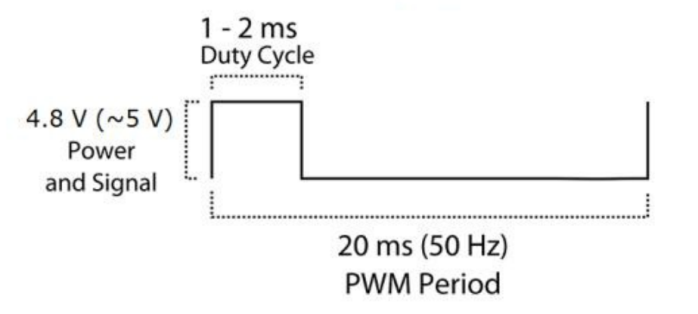 1 - 2 ms
Duty Cycle
4.8 V (~5 V)
Power
and Signal
20 ms (50 Hz)
PWM Period